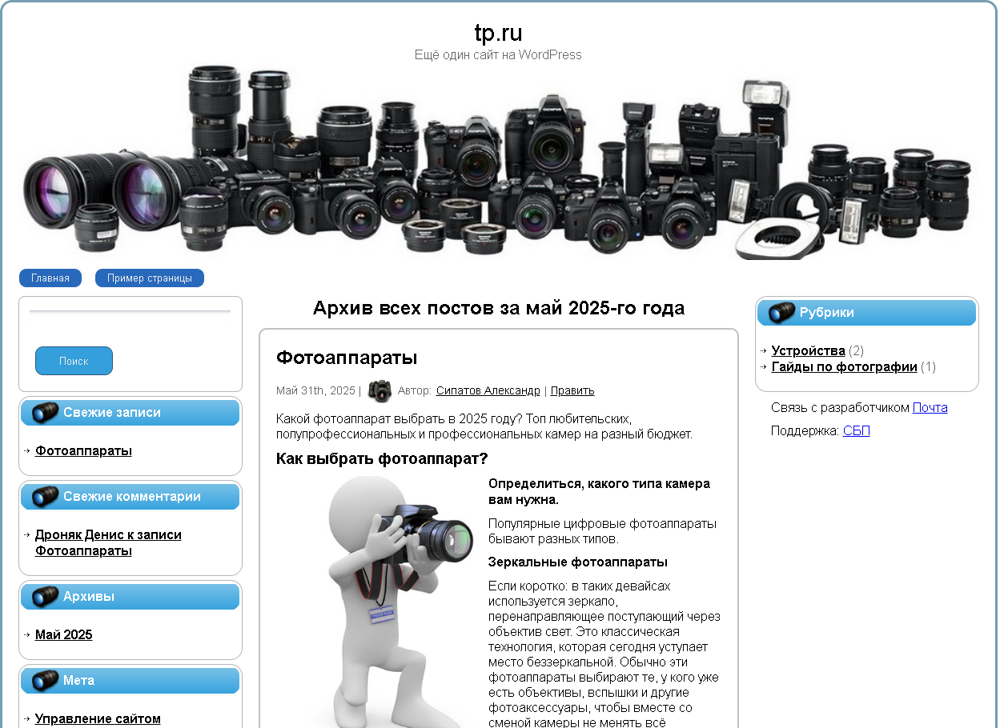 tp.ru
Ещё один сайт на WordPress
Главная
Пример страницы
Поиск
Свежие записи
Фотоаппараты
Свежие комментарии
Дроняк Денис к записи
Фотоаппараты
Архивы
Май 2025
Мета
Управление сайтом
Архив всех постов за май 2025-го года
Фотоаппараты
Май 31th, 2025 | Автор: Сипатов Александр | Править
Какой фотоаппарат выбрать в 2025 году? Топ любительских,
полупрофессиональных и профессиональных камер на разный бюджет.
Как выбрать фотоаппарат?
Определиться, какого типа камера
вам нужна.
Популярные цифровые фотоаппараты
бывают разных типов.
Зеркальные фотоаппараты
Если коротко: в таких девайсах
используется зеркало,
перенаправляющее поступающий через
объектив свет. Это классическая
технология, которая сегодня уступает
место беззеркальной. Обычно эти
фотоаппараты выбирают те, у кого уже
есть объективы, вспышки и другие
фотоаксессуары, чтобы вместе со
сменой камеры не менять всё
Рубрики
Устройства (2)
Гайды по фотографии (1)
Связь с разработчиком Почта
Поддержка: СБП